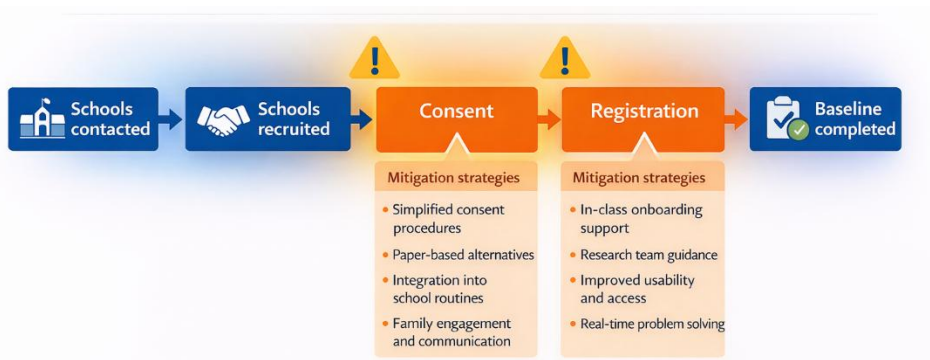 !
!
Schools
contacted
Schools
recruited
Consent
Registration
Baseline
completed
Mitigation strategies
• Simplified consent
procedures
• Paper-based alternatives
• Integration into
school routines
• Family engagement
and communication
Mitigation strategies
• In-class onboarding
support
• Research team guidance
• Improved usability
and access
• Real-time problem solving